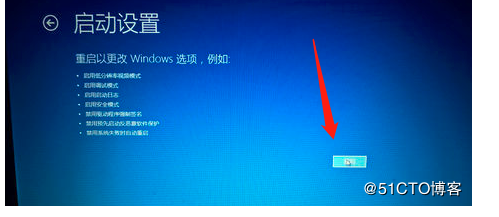 启动设置
重启以更改 Windows 选项，例如:
启用低分辨率视频模式
启用调试模式
启用启动日志
启用安全模式
禁用驱动程序强制签名
禁用预先启动反恶意软件保护
禁用系统失败时自动重启
@51CTO博客